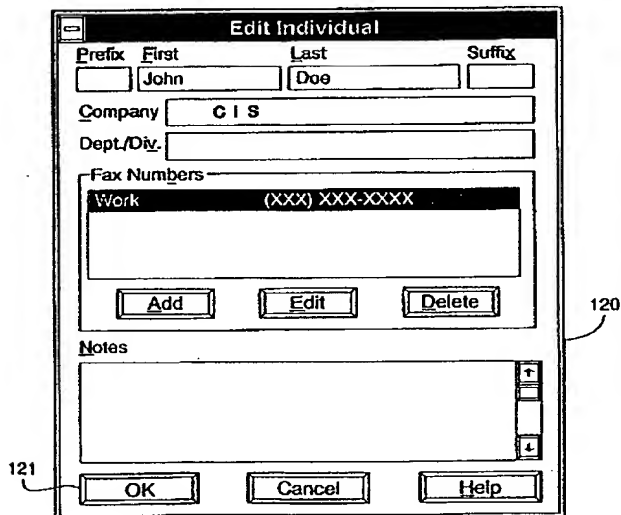 Edit Individual
Prefix First Last Suffix
John Doe
Company C I S
Dept./Div.
Fax Numbers
Work (XXX) XXX-XXXX
Add Edit Delete
120
Notes
121
OK Cancel Help